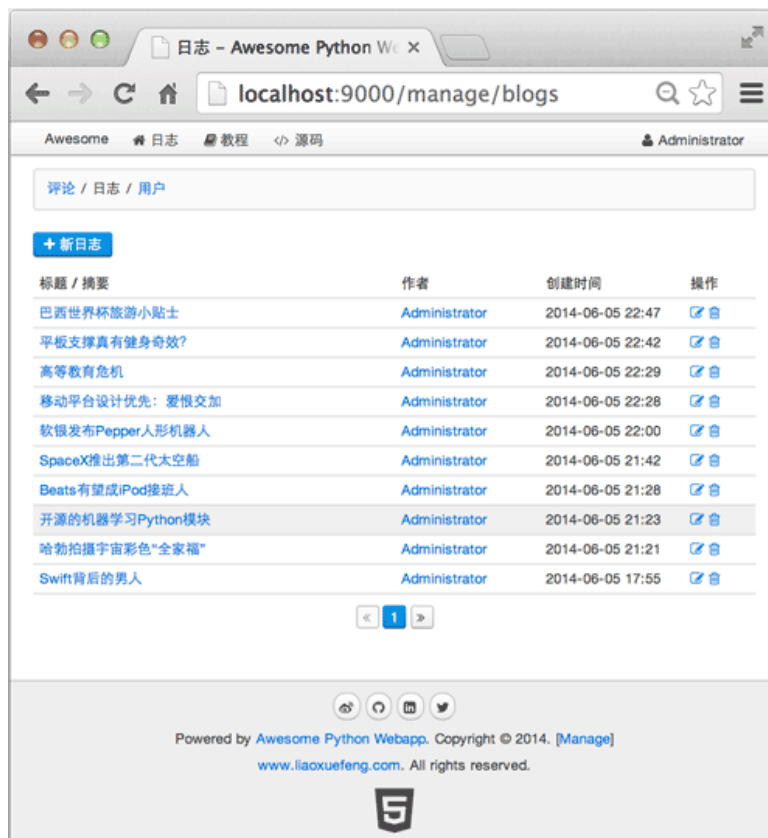 日志 - Awesome Python We
localhost:9000/manage/blogs
Awesome 日志 教程 源码 Administrator
评论 / 日志 / 用户
+ 新日志
标题 / 摘要 作者 创建时间 操作
巴西世界杯旅游小贴士 Administrator 2014-06-05 22:47
平板支撑真有健身奇效? Administrator 2014-06-05 22:42
高等教育危机 Administrator 2014-06-05 22:29
移动平台设计优先：爱恨交加 Administrator 2014-06-05 22:28
软银发布Pepper人形机器人 Administrator 2014-06-05 22:00
SpaceX推出第二代太空船 Administrator 2014-06-05 21:42
Beats有望成iPod接班人 Administrator 2014-06-05 21:28
开源的机器学习Python模块 Administrator 2014-06-05 21:23
哈勃拍摄宇宙彩色"全家福" Administrator 2014-06-05 21:21
Swift背后的男人 Administrator 2014-06-05 17:55
« 1 »
Powered by Awesome Python Webapp. Copyright © 2014. [Manage]
www.liaoxuefeng.com. All rights reserved.
5